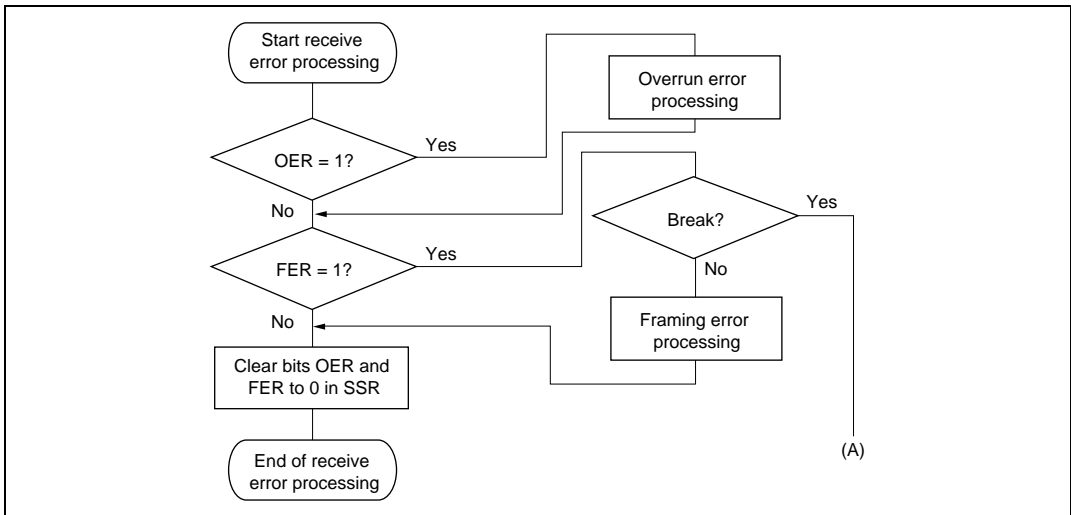 Start receive
error processing
Yes
Overrun error
processing
OER = 1?
No
Yes
Break?
Yes
FER = 1?
No
No
Framing error
processing
Clear bits OER and
FER to 0 in SSR
End of receive
error processing
(A)